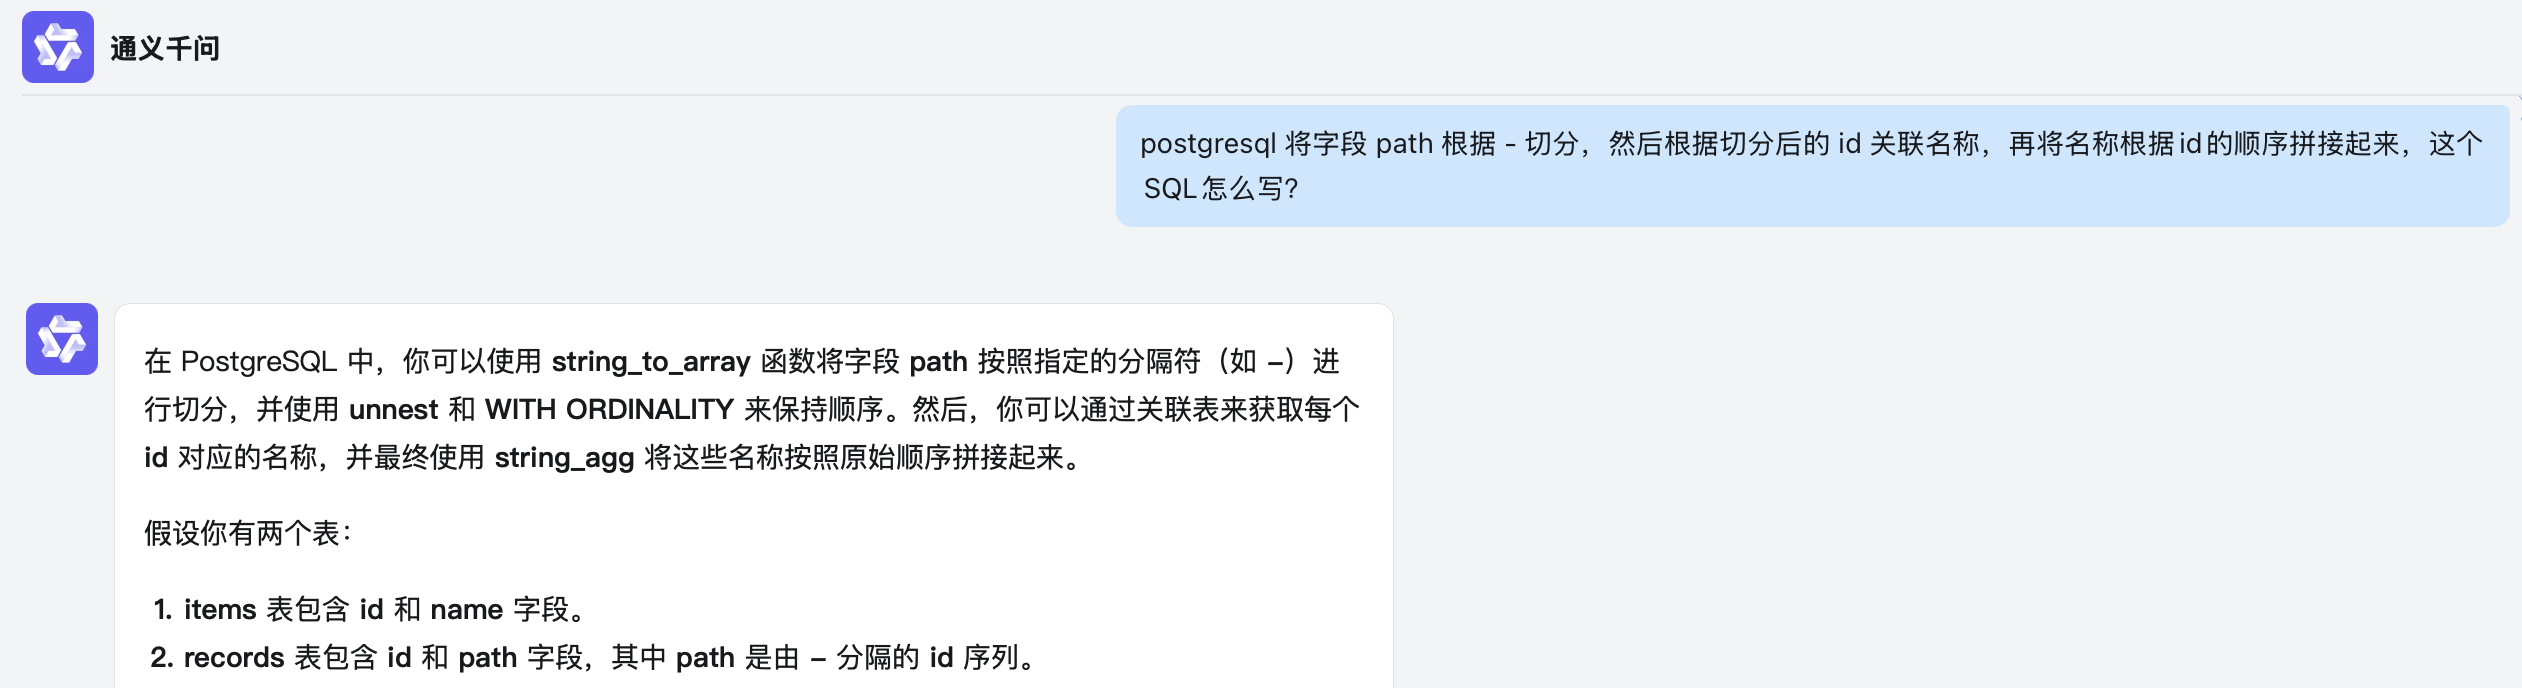 通义千问
postgresql 将字段 path 根据 - 切分，然后根据切分后的 id 关联名称，再将名称根据id的顺序拼接起来，这个
SQL怎么写?
在 PostgreSQL 中，你可以使用 string_to_array 函数将字段 path 按照指定的分隔符（如 -）进
行切分，并使用 unnest 和 WITH ORDINALITY 来保持顺序。然后，你可以通过关联表来获取每个
id 对应的名称，并最终使用 string_agg 将这些名称按照原始顺序拼接起来。
假设你有两个表：
1. items 表包含 id 和 name 字段。
2. records 表包含 id 和 path 字段，其中 path 是由 - 分隔的 id 序列。